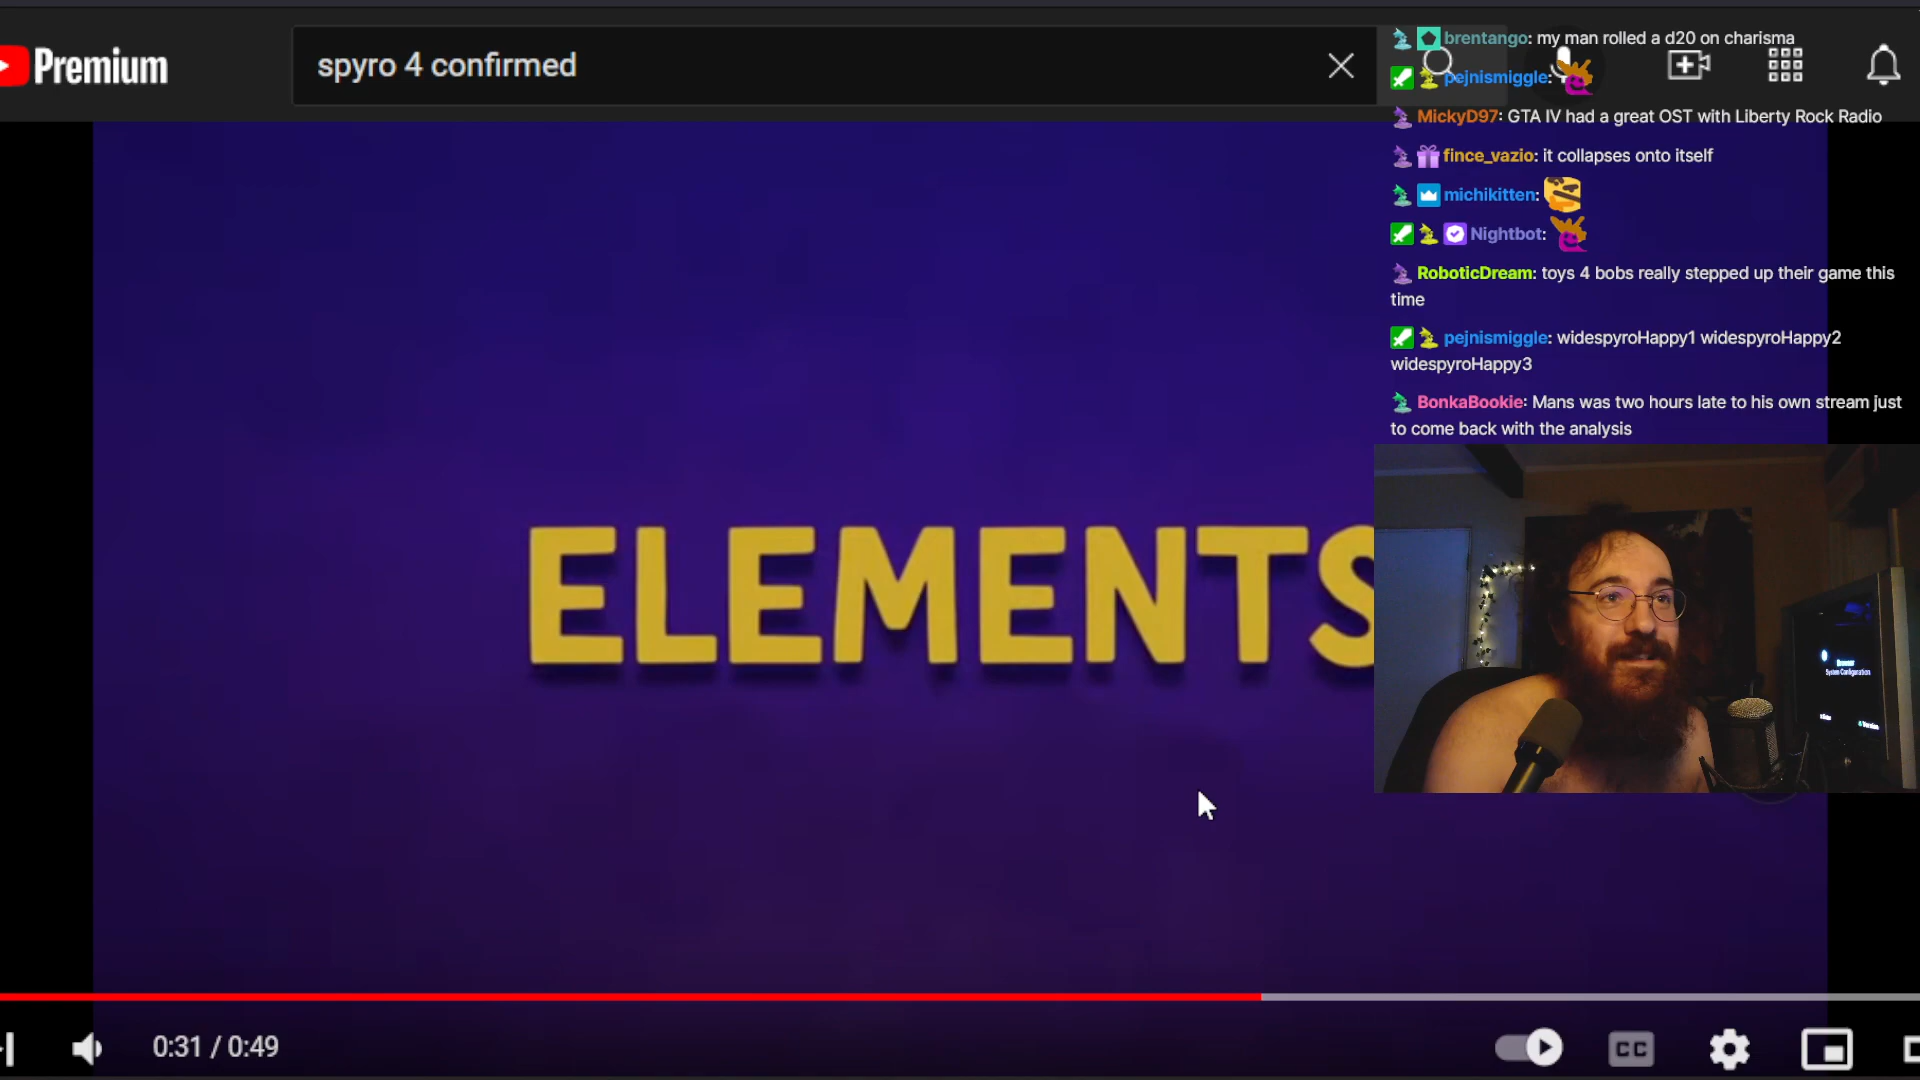 Premium
spyro 4 confirmed
brentango: my man rolled a d20 on charisma
pejnismiggle:
MickyD97: GTA IV had a great OST with Liberty Rock Radio
fince_vazio: it collapses onto itself
michikitten:
Nightbot:
RoboticDream: toys 4 bobs really stepped up their game this
time
pejnismiggle: widespyroHappy1 widespyroHappy2
widespyroHappy3
BonkaBookie: Mans was two hours late to his own stream just
to come back with the analysis
ELEMENTS
Browser
System Configuration
0:31 / 0:49
CC